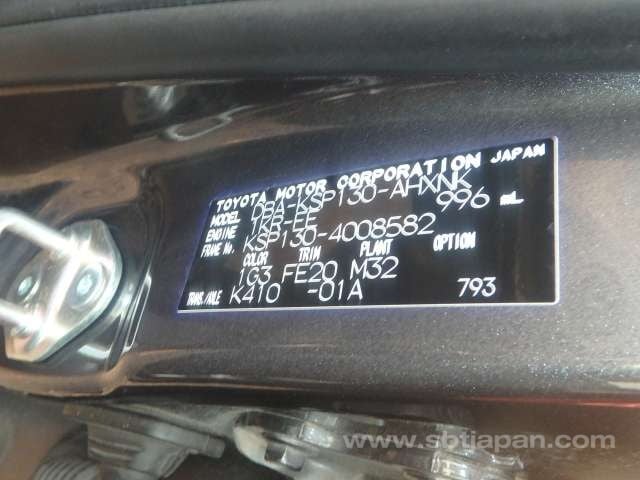 TOYOTA MOTOR CORPORATION JAPAN
MODEL DBA-KSP130-AHXNK
ENGINE 1KR-FE 996 mL
FRAME No. KSP130-4008582
COLOR TRIM PLANT OPTION
1G3 FE20 M32
TRANS./AXLE K410 -01A 793
www.sbtjapan.com